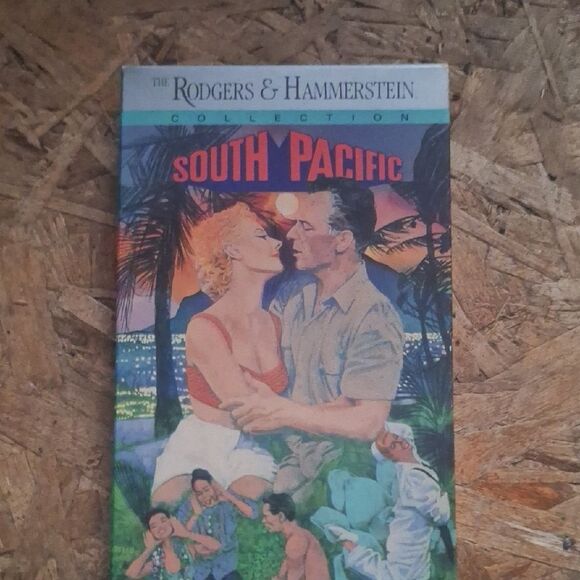 THE RODGERS & HAMMERSTEIN
COLLECTION
SOUTH PACIFIC